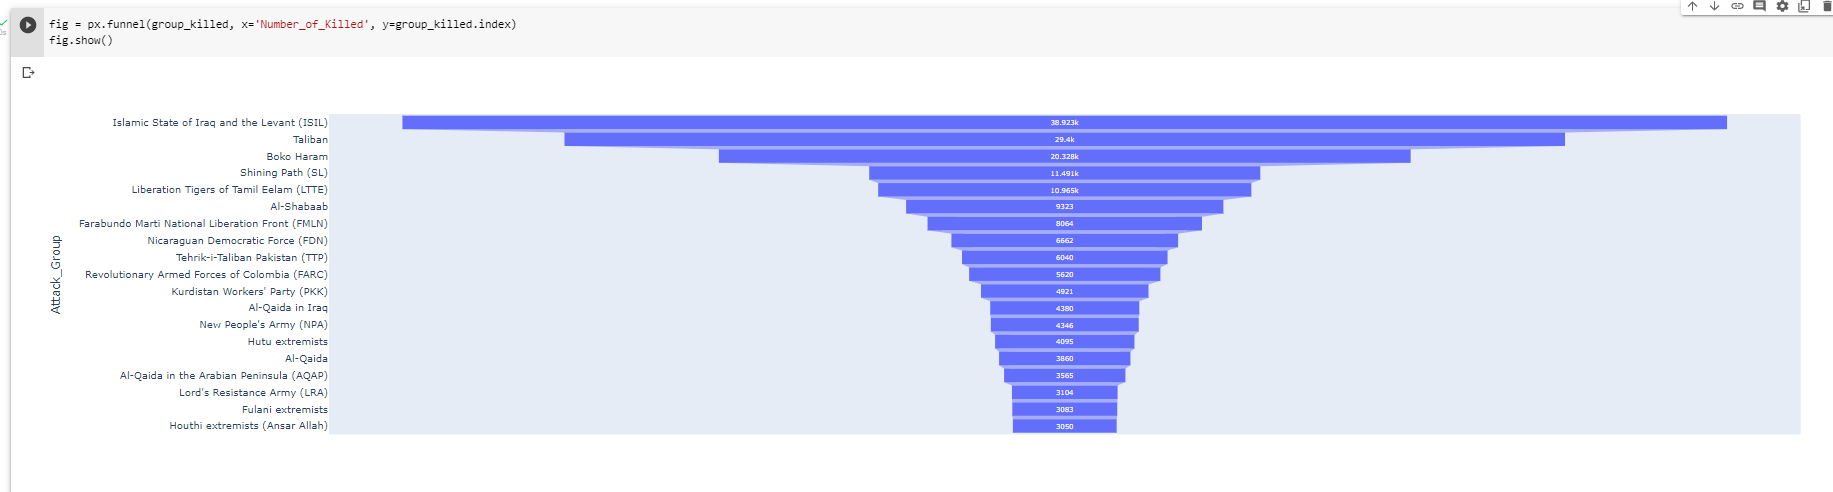 fig = px.funnel(group_killed, x='Number_of_Killed', y=group_killed.index)
fig.show()
Islamic State of Iraq and the Levant (ISIL) 38.923k
Taliban 29.4k
Boko Haram 20.328k
Shining Path (SL) 11.491k
Liberation Tigers of Tamil Eelam (LTTE) 10.965k
Al-Shabaab 9323
Farabundo Marti National Liberation Front (FMLN) 8064
Nicaraguan Democratic Force (FDN) 6662
Tehrik-i-Taliban Pakistan (TTP) 6040
Revolutionary Armed Forces of Colombia (FARC) 5620
Kurdistan Workers' Party (PKK) 4921
Al-Qaida in Iraq 4380
New People's Army (NPA) 4346
Hutu extremists 4095
Al-Qaida 3860
Al-Qaida in the Arabian Peninsula (AQAP) 3565
Lord's Resistance Army (LRA) 3104
Fulani extremists 3083
Houthi extremists (Ansar Allah) 3050
Attack_Group